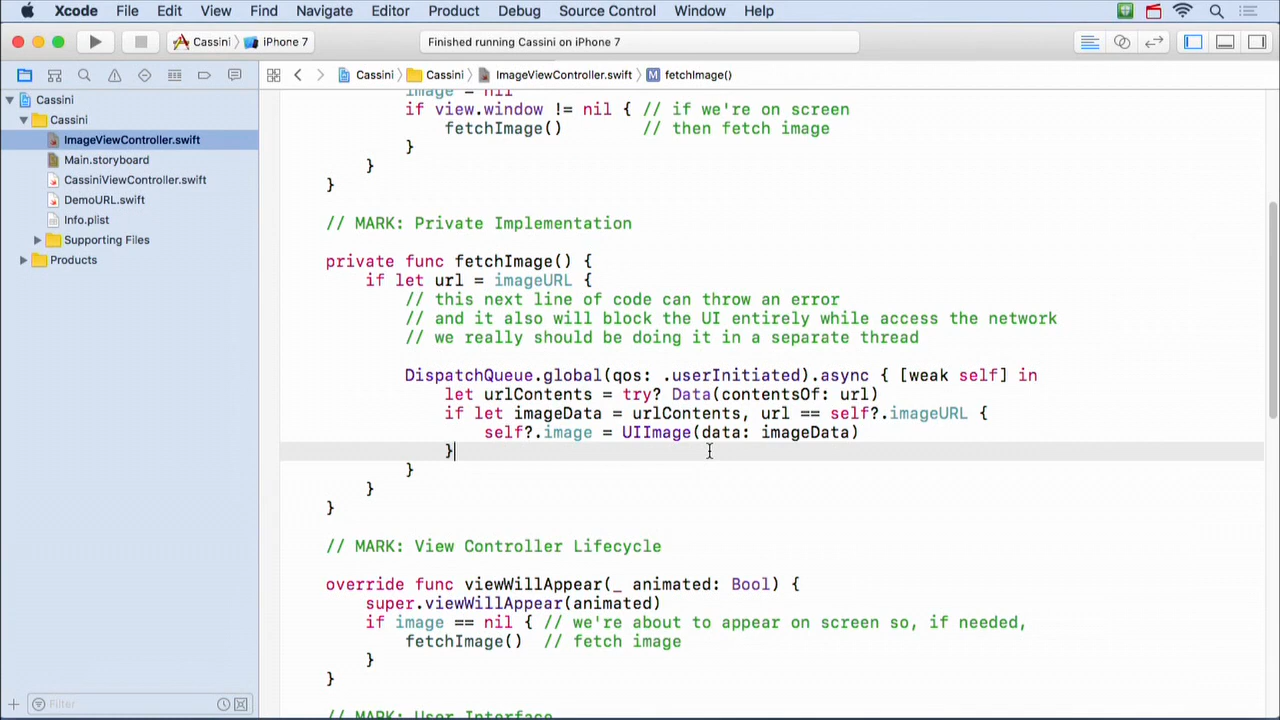 Xcode File Edit View Find Navigate Editor Product Debug Source Control Window Help
Cassini iPhone 7
Finished running Cassini on iPhone 7
Cassini Cassini ImageViewController.swift M fetchImage()
Cassini
Cassini
ImageViewController.swift
Main.storyboard
CassiniViewController.swift
DemoURL.swift
Info.plist
Supporting Files
Products
Filter
image = nil
if view.window != nil { // if we're on screen
fetchImage() // then fetch image
}
}
}
// MARK: Private Implementation
private func fetchImage() {
if let url = imageURL {
// this next line of code can throw an error
// and it also will block the UI entirely while access the network
// we really should be doing it in a separate thread
DispatchQueue.global(qos: .userInitiated).async { [weak self] in
let urlContents = try? Data(contentsOf: url)
if let imageData = urlContents, url == self?.imageURL {
self?.image = UIImage(data: imageData)
}
}
}
}
// MARK: View Controller Lifecycle
override func viewWillAppear(_ animated: Bool) {
super.viewWillAppear(animated)
if image == nil { // we're about to appear on screen so, if needed,
fetchImage() // fetch image
}
}
// MARK: User Interface